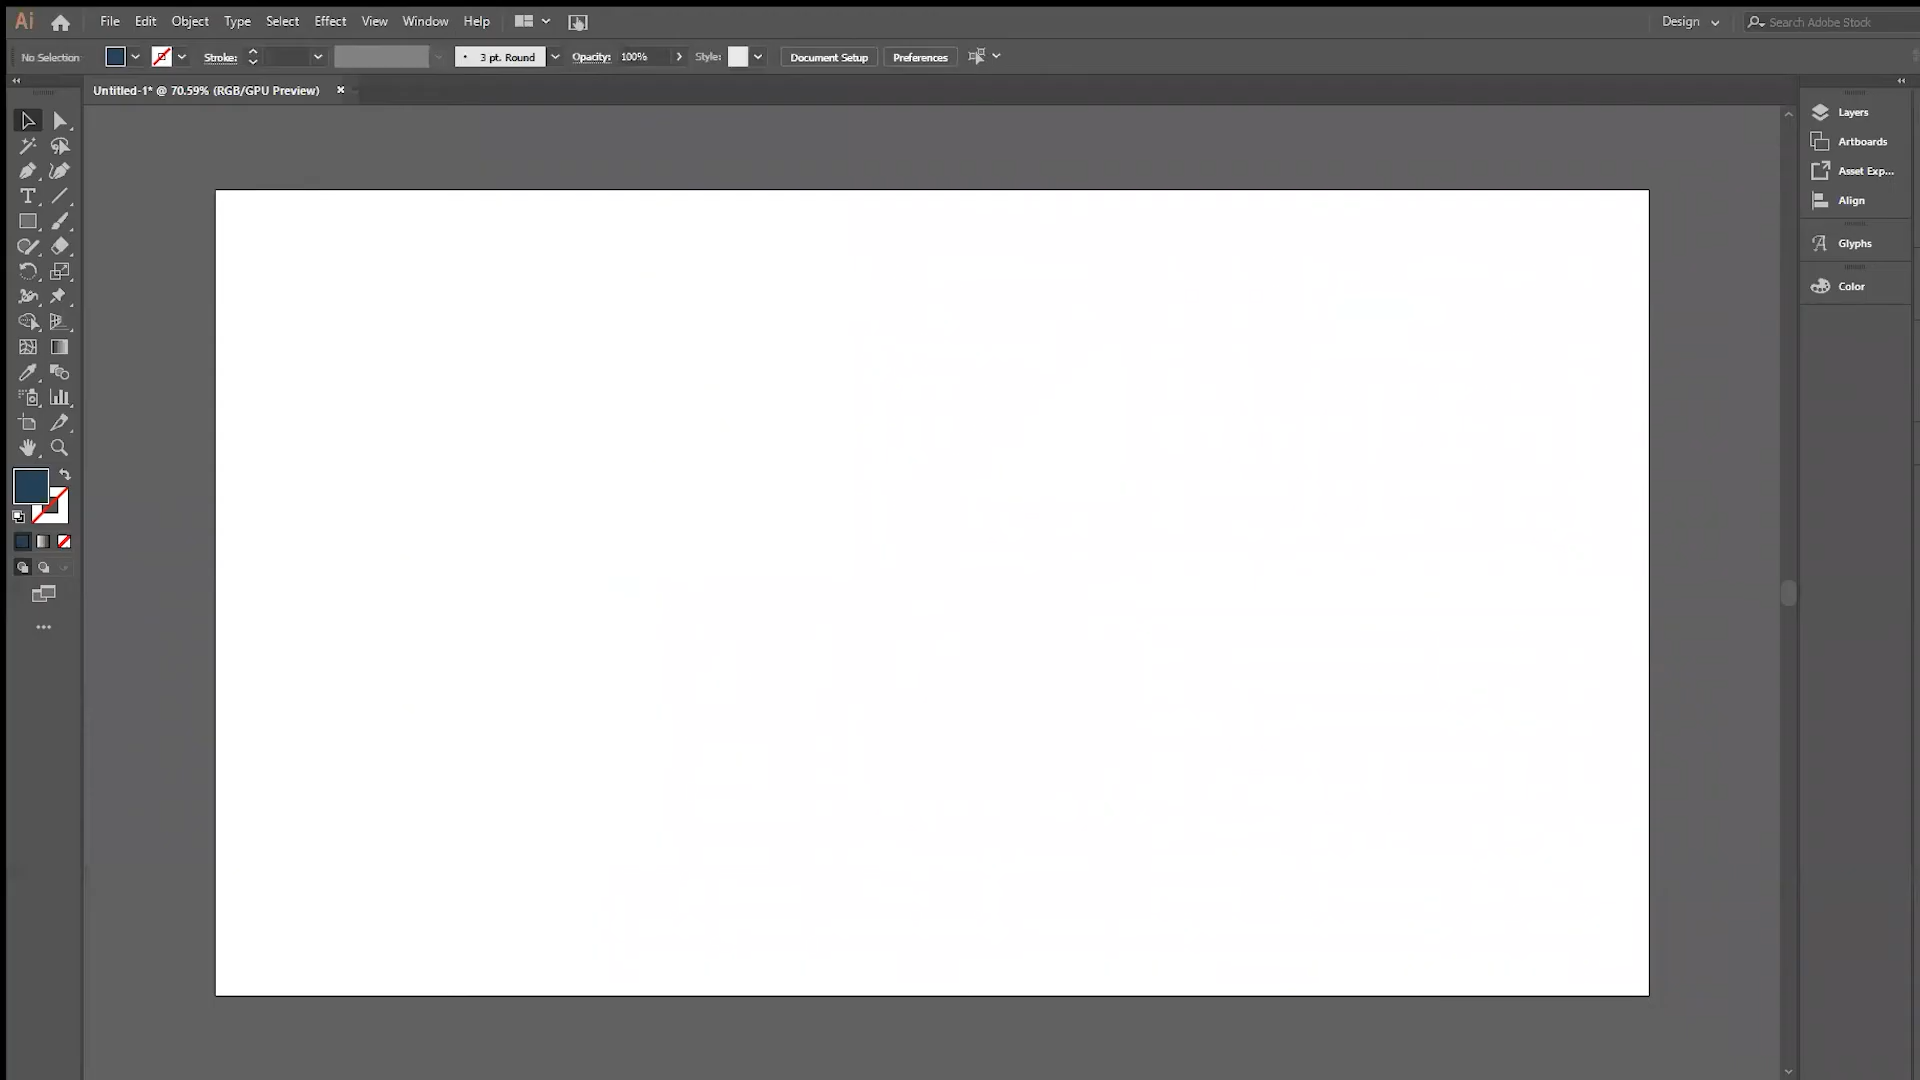 Ai File Edit Object Type Select Effect View Window Help Design Search Adobe Stock
No Selection Stroke: 3 pt. Round Opacity: 100% Style: Document Setup Preferences
Untitled-1* @ 70.59% (RGB/GPU Preview) ×
Layers
Artboards
Asset Exp...
Align
Glyphs
Color